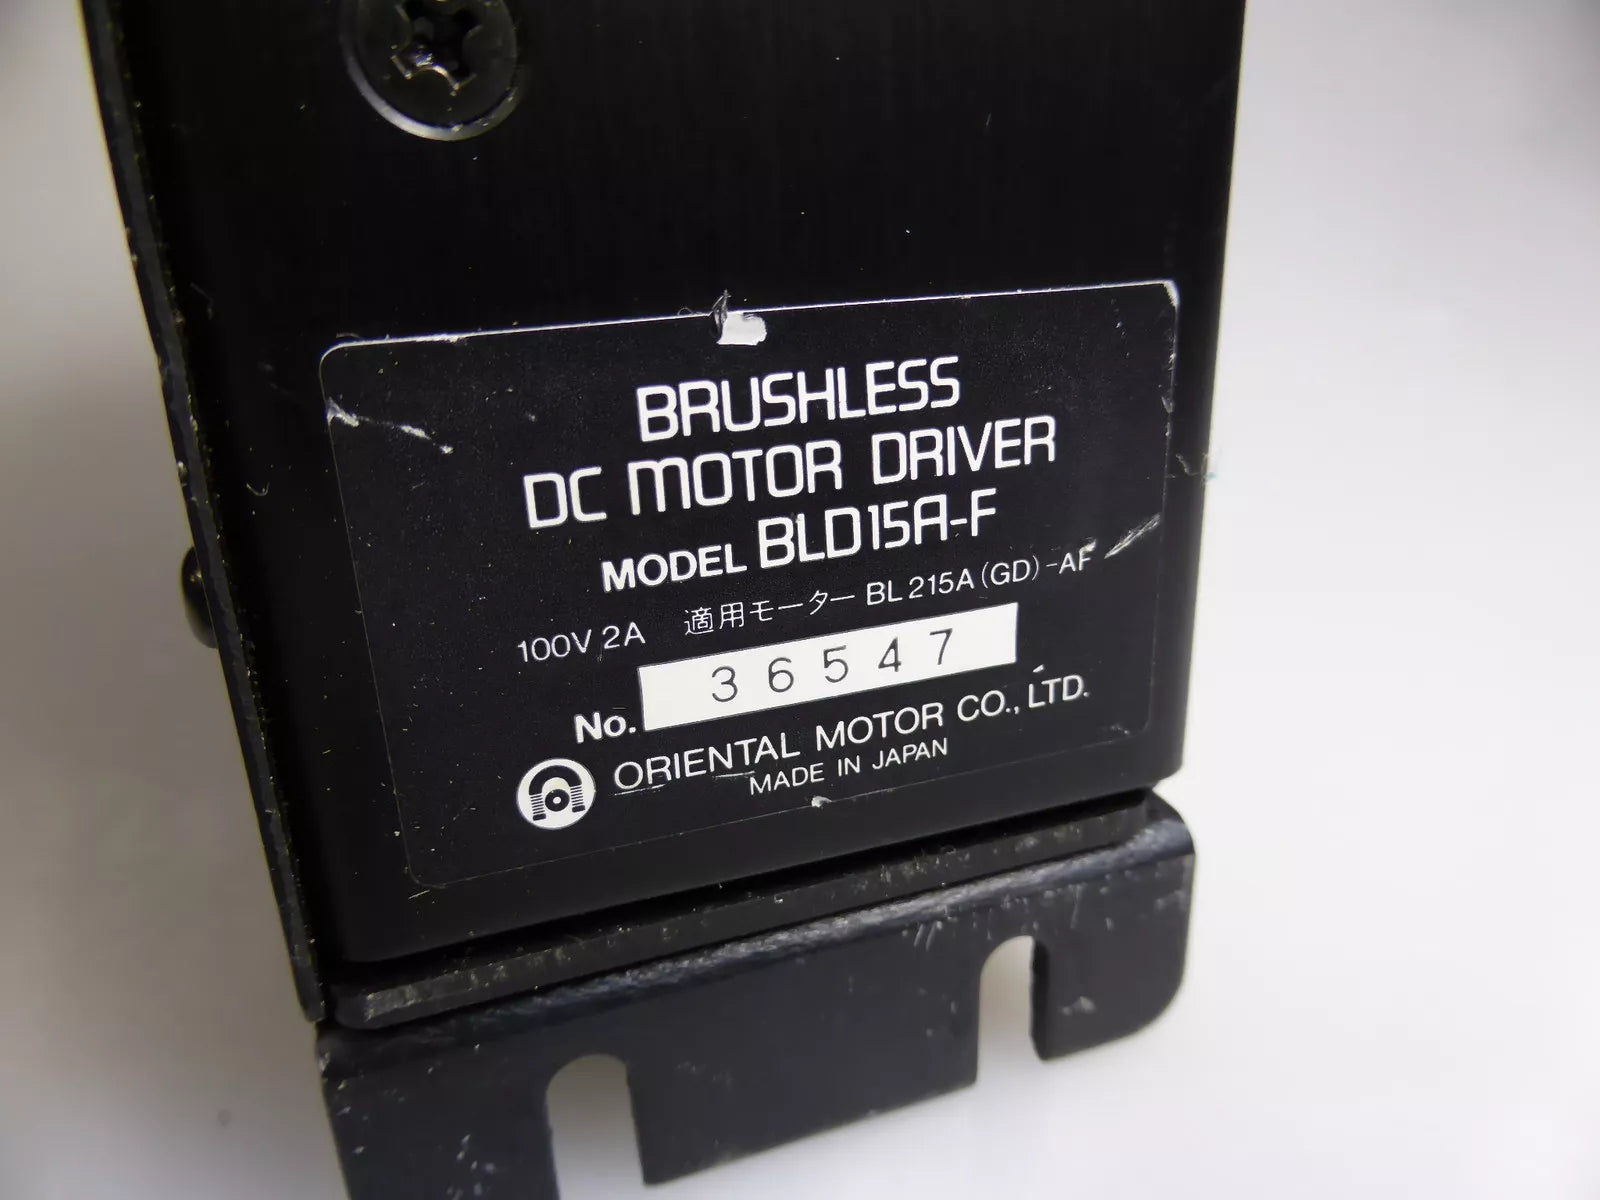 BRUSHLESS
DC MOTOR DRIVER
MODEL BLD15A-F
100V 2A 適用モーター BL215A(GD)-AF
No. 36547
ORIENTAL MOTOR CO., LTD.
MADE IN JAPAN